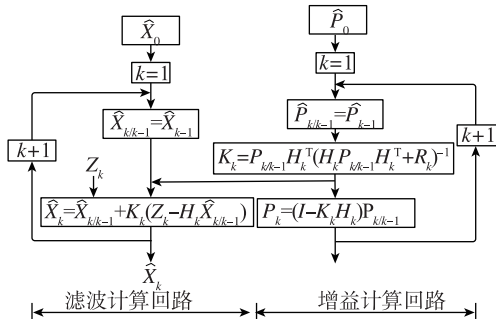 X̂₀
k=1
X̂ₖ/ₖ₋₁=X̂ₖ₋₁
k+1
Zₖ
X̂ₖ=X̂ₖ/ₖ₋₁+Kₖ(Zₖ−HₖX̂ₖ/ₖ₋₁)
X̂ₖ
滤波计算回路
P̂₀
k=1
P̂ₖ/ₖ₋₁=P̂ₖ₋₁
k+1
Kₖ=Pₖ/ₖ₋₁Hₖᵀ(HₖPₖ/ₖ₋₁Hₖᵀ+Rₖ)⁻¹
Pₖ=(I−KₖHₖ)Pₖ/ₖ₋₁
增益计算回路